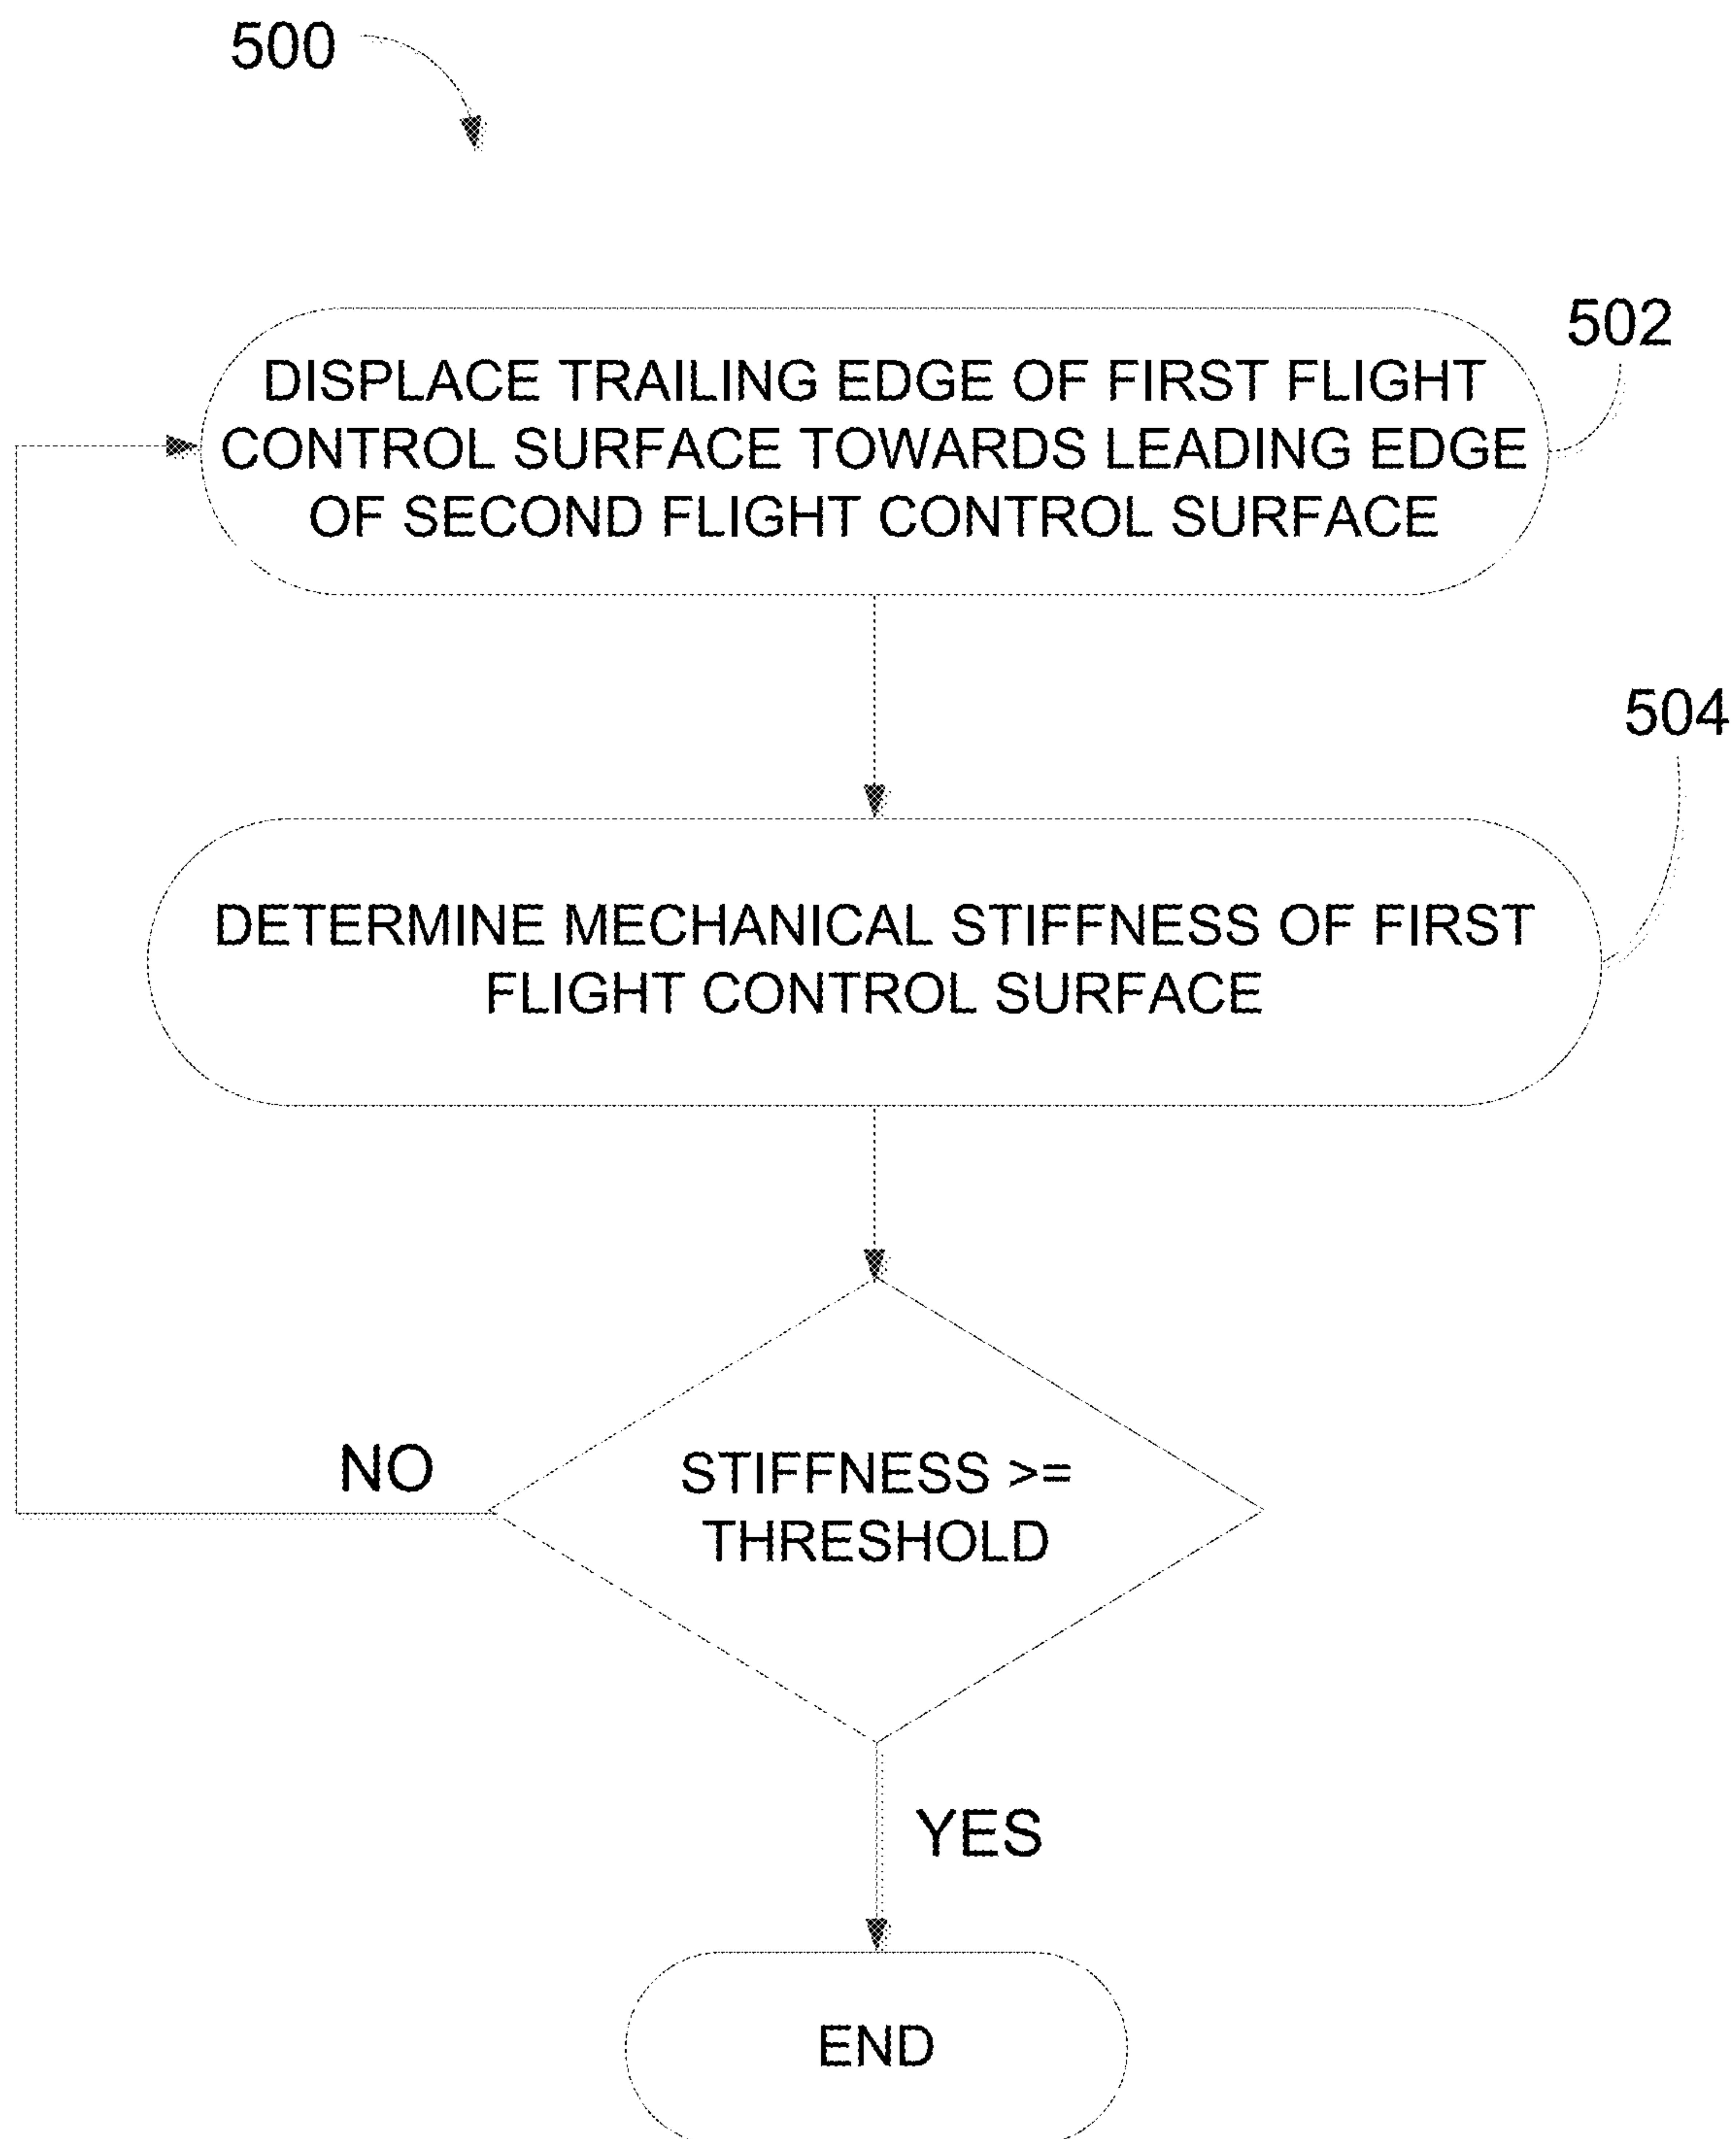 500
502
DISPLACE TRAILING EDGE OF FIRST FLIGHT
CONTROL SURFACE TOWARDS LEADING EDGE
OF SECOND FLIGHT CONTROL SURFACE
504
DETERMINE MECHANICAL STIFFNESS OF FIRST
FLIGHT CONTROL SURFACE
NO
STIFFNESS >=
THRESHOLD
YES
END